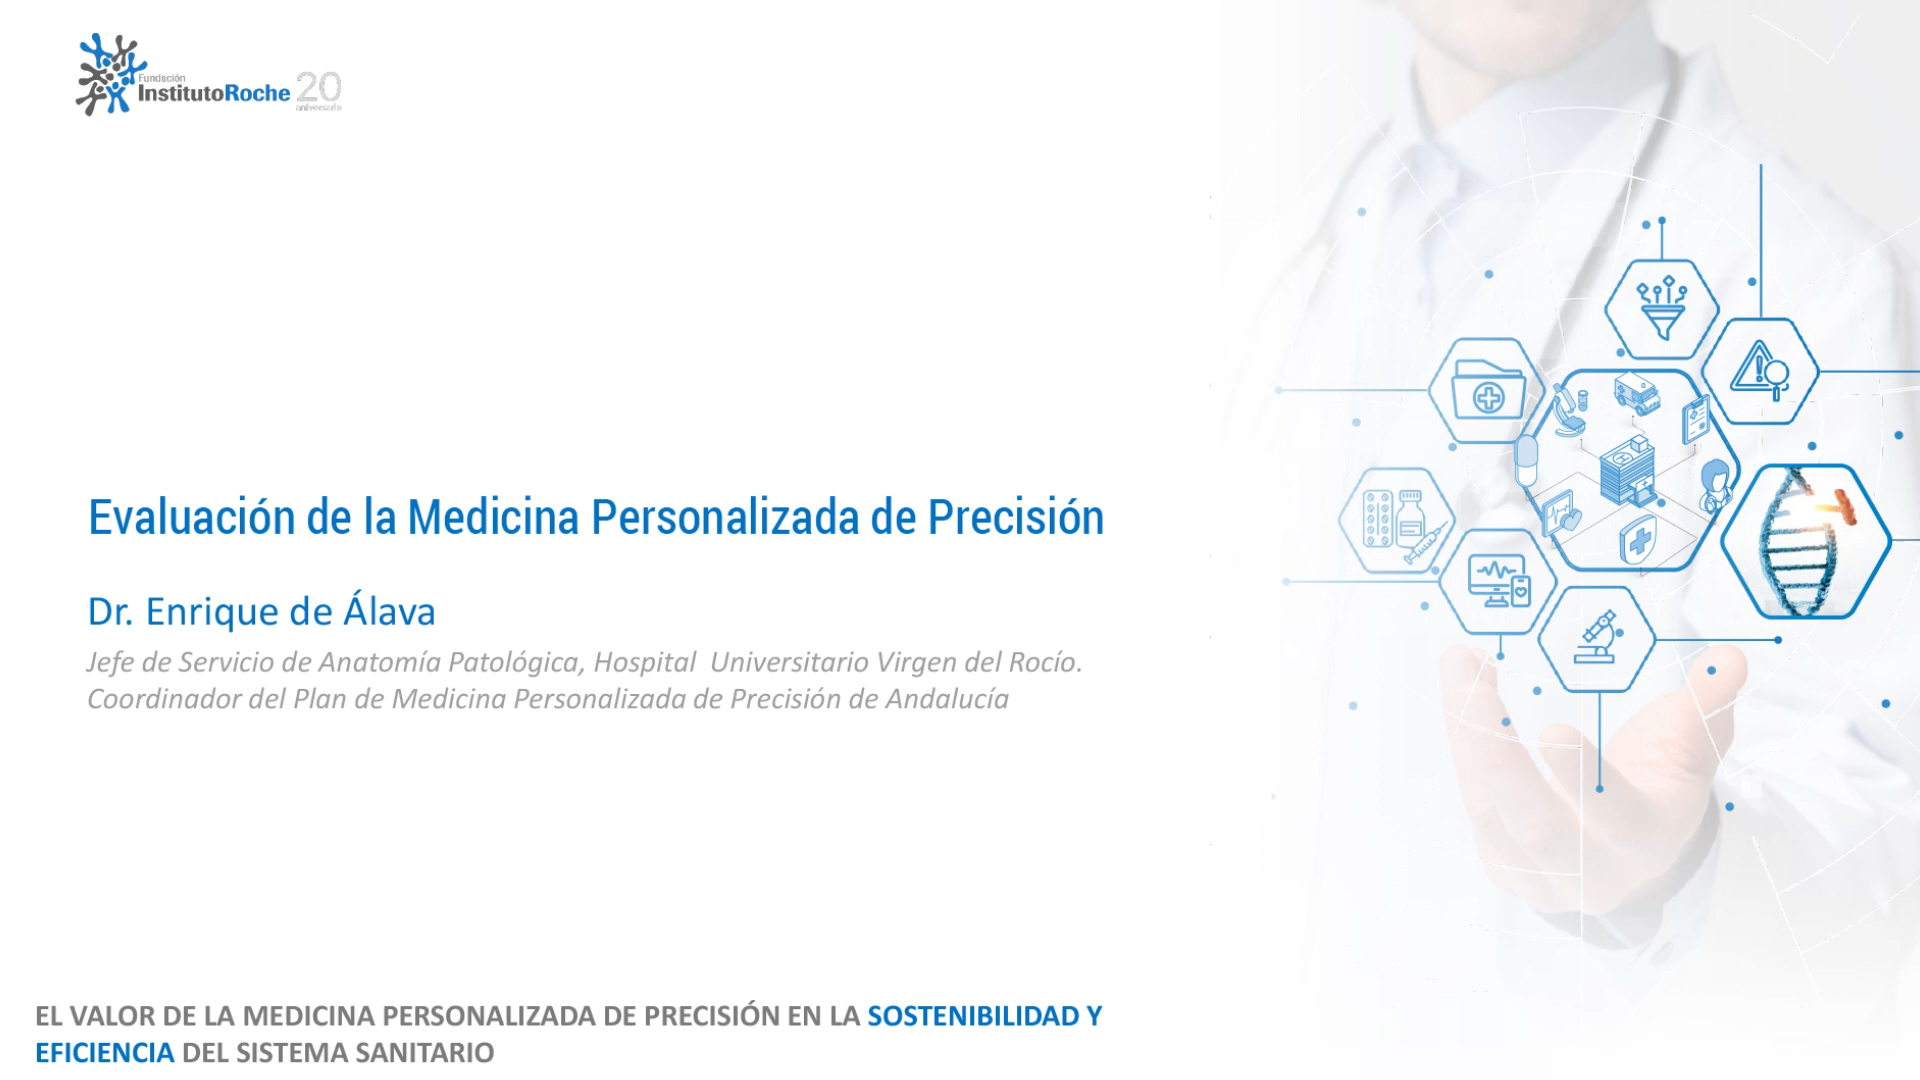 Fundación
InstitutoRoche 20
aniversario
Evaluación de la Medicina Personalizada de Precisión
Dr. Enrique de Álava
Jefe de Servicio de Anatomía Patológica, Hospital Universitario Virgen del Rocío.
Coordinador del Plan de Medicina Personalizada de Precisión de Andalucía
EL VALOR DE LA MEDICINA PERSONALIZADA DE PRECISIÓN EN LA SOSTENIBILIDAD Y
EFICIENCIA DEL SISTEMA SANITARIO